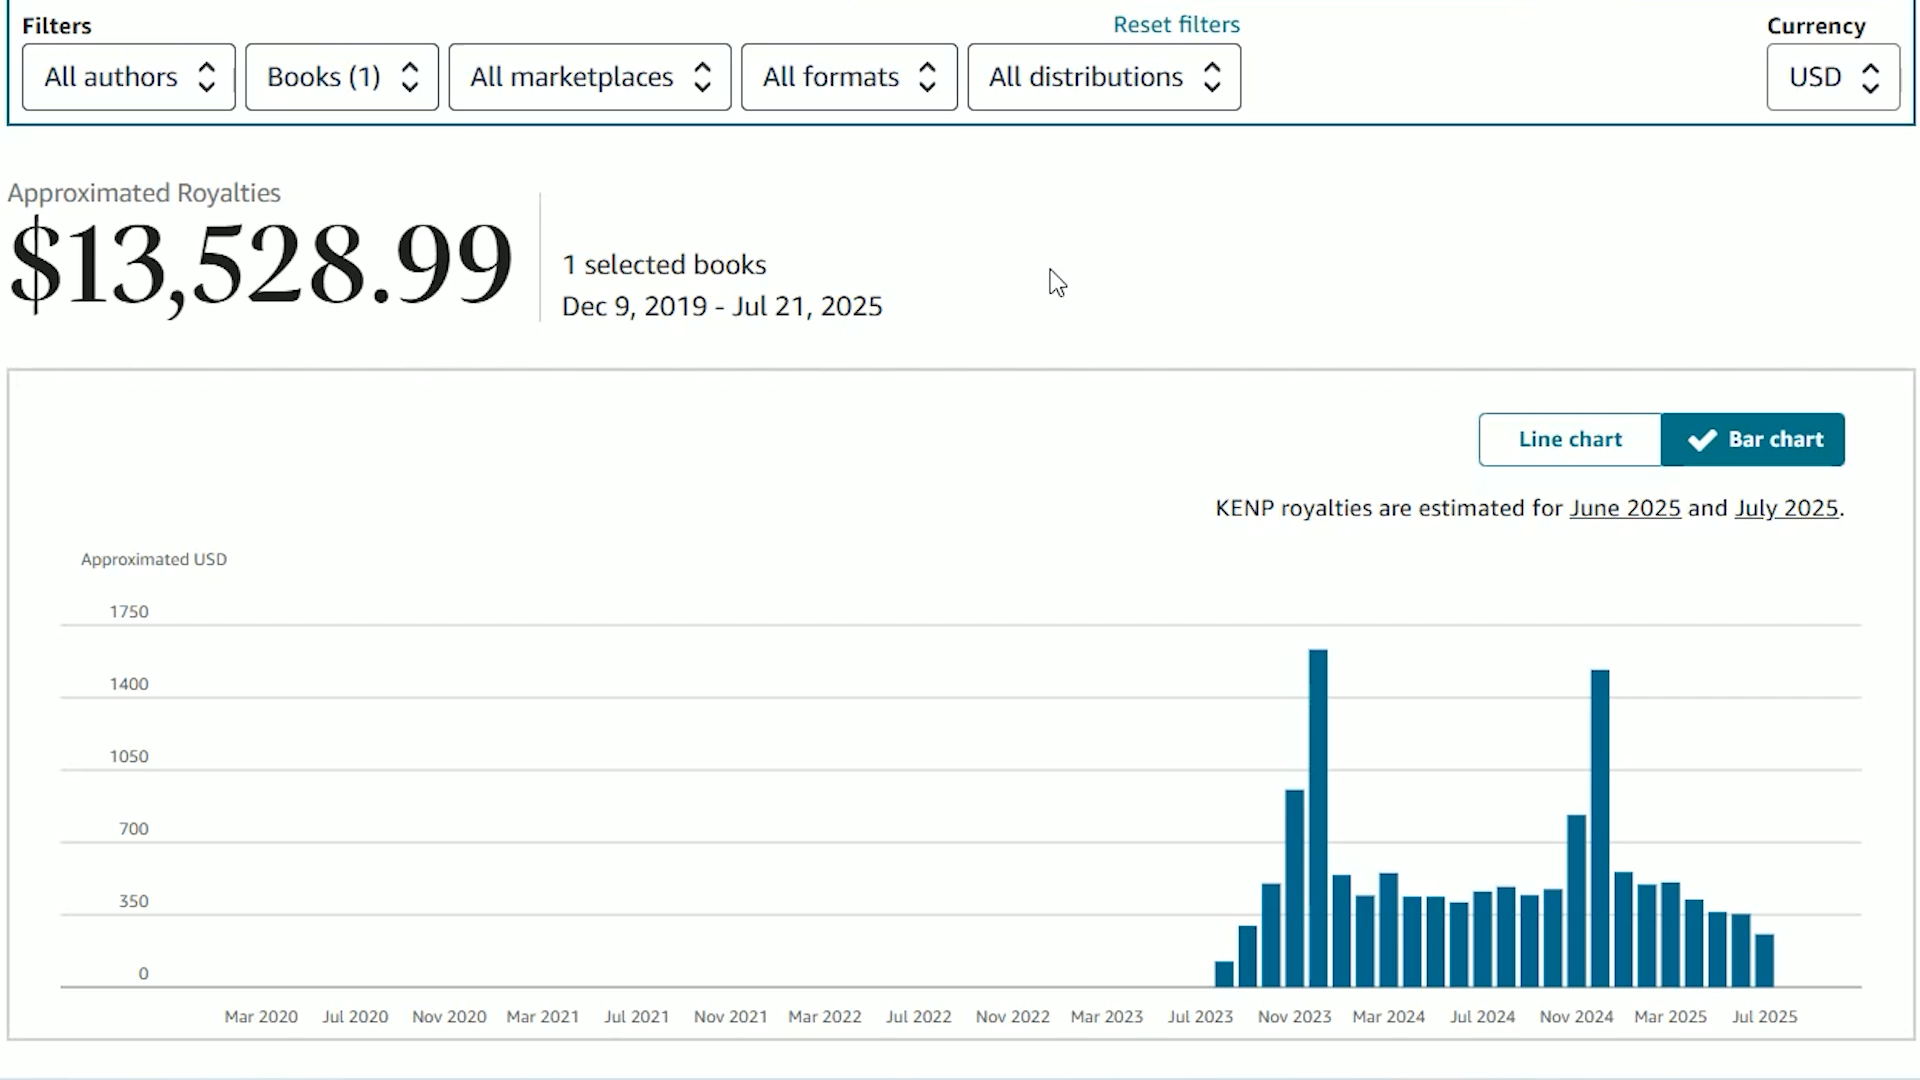 Filters
Reset filters
Currency
All authors
Books (1)
All marketplaces
All formats
All distributions
USD
Approximated Royalties
$13,528.99
1 selected books
Dec 9, 2019 - Jul 21, 2025
Line chart
Bar chart
KENP royalties are estimated for June 2025 and July 2025.
Approximated USD
1750
1400
1050
700
350
0
Mar 2020
Jul 2020
Nov 2020
Mar 2021
Jul 2021
Nov 2021
Mar 2022
Jul 2022
Nov 2022
Mar 2023
Jul 2023
Nov 2023
Mar 2024
Jul 2024
Nov 2024
Mar 2025
Jul 2025